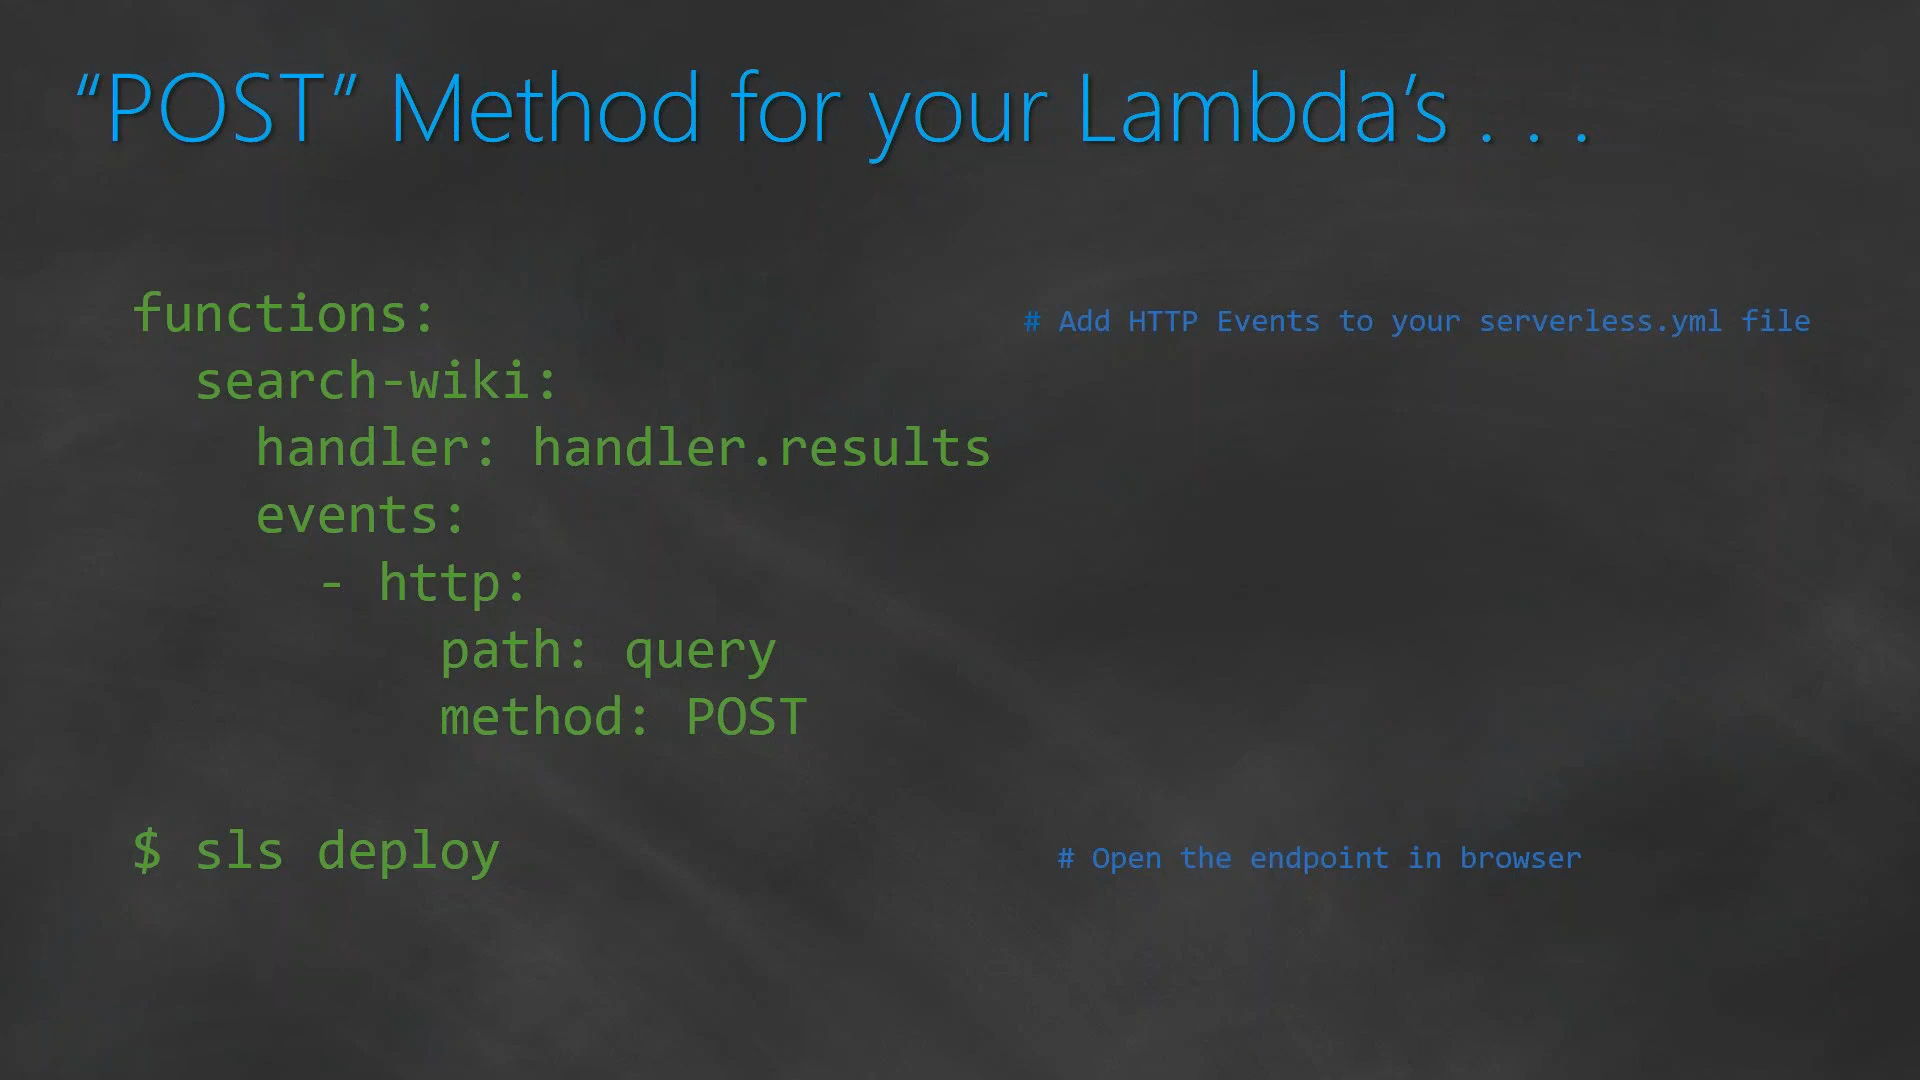 “POST” Method for your Lambda’s . . .
functions: # Add HTTP Events to your serverless.yml file
search-wiki:
handler: handler.results
events:
- http:
path: query
method: POST
$ sls deploy # Open the endpoint in browser